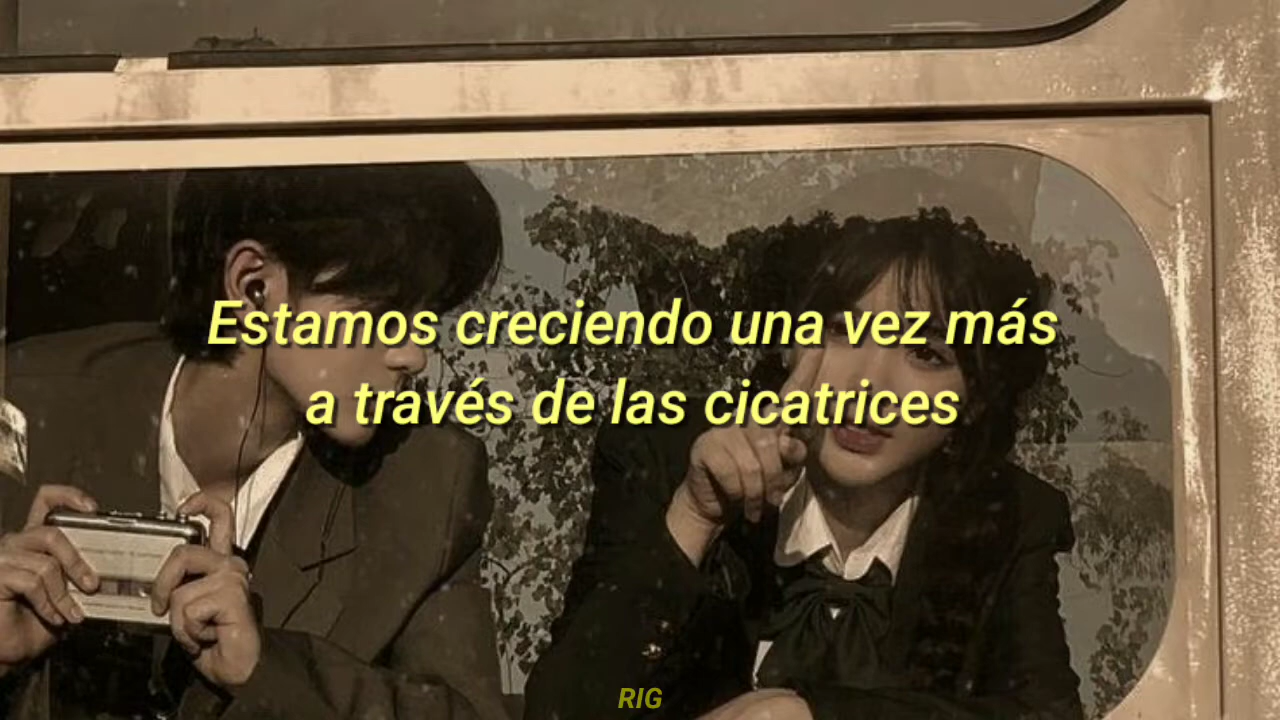 Estamos creciendo una vez más
a través de las cicatrices
RIG